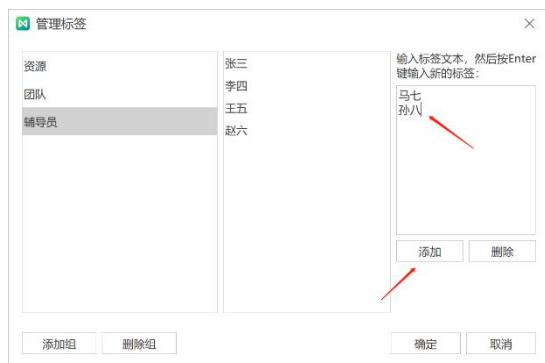 管理标签
资源
团队
辅导员
张三
李四
王五
赵六
输入标签文本，然后按Enter
键输入新的标签：
马七
孙八
添加
删除
添加组
删除组
确定
取消